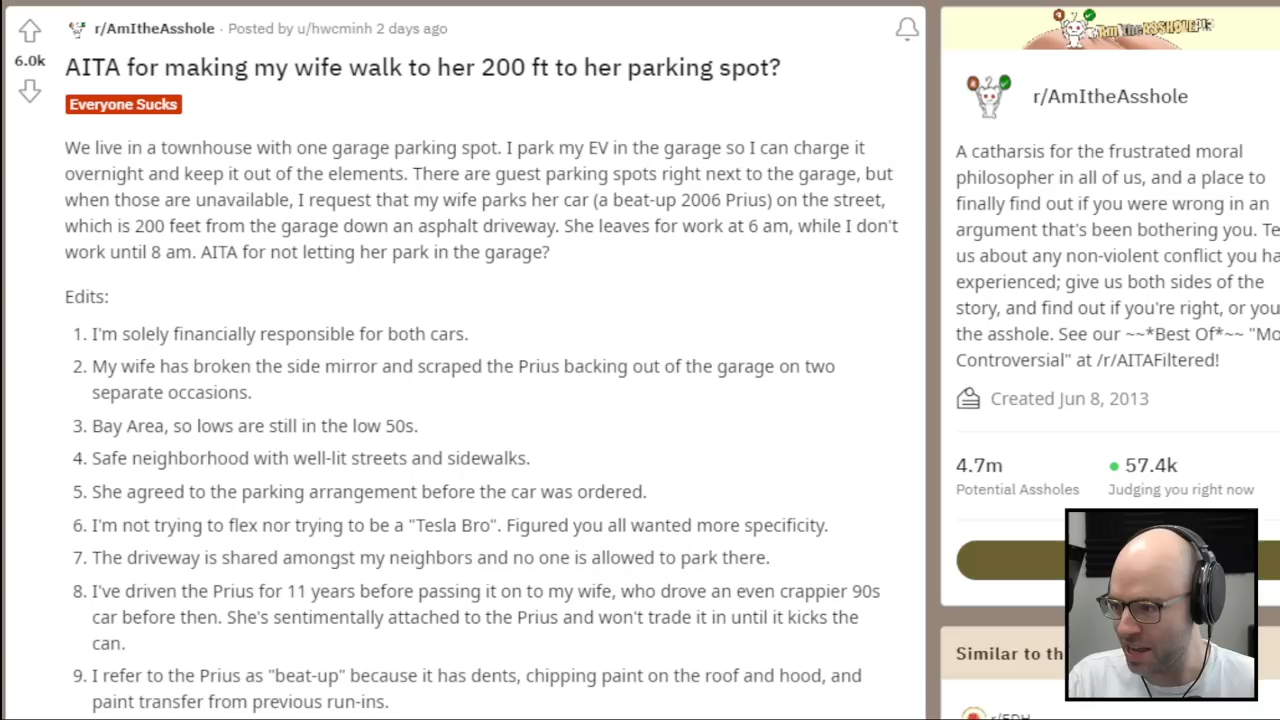 r/AmItheAsshole · Posted by u/hwcminh 2 days ago
6.0k
AITA for making my wife walk to her 200 ft to her parking spot?
Everyone Sucks
We live in a townhouse with one garage parking spot. I park my EV in the garage so I can charge it
overnight and keep it out of the elements. There are guest parking spots right next to the garage, but
when those are unavailable, I request that my wife parks her car (a beat-up 2006 Prius) on the street,
which is 200 feet from the garage down an asphalt driveway. She leaves for work at 6 am, while I don't
work until 8 am. AITA for not letting her park in the garage?
Edits:
1. I'm solely financially responsible for both cars.
2. My wife has broken the side mirror and scraped the Prius backing out of the garage on two
separate occasions.
3. Bay Area, so lows are still in the low 50s.
4. Safe neighborhood with well-lit streets and sidewalks.
5. She agreed to the parking arrangement before the car was ordered.
6. I'm not trying to flex nor trying to be a "Tesla Bro". Figured you all wanted more specificity.
7. The driveway is shared amongst my neighbors and no one is allowed to park there.
8. I've driven the Prius for 11 years before passing it on to my wife, who drove an even crappier 90s
car before then. She's sentimentally attached to the Prius and won't trade it in until it kicks the
can.
9. I refer to the Prius as "beat-up" because it has dents, chipping paint on the roof and hood, and
paint transfer from previous run-ins.
r/AmItheAsshole
A catharsis for the frustrated moral
philosopher in all of us, and a place to
finally find out if you were wrong in an
argument that's been bothering you. Te
us about any non-violent conflict you ha
experienced; give us both sides of the
story, and find out if you're right, or you
the asshole. See our ~~*Best Of*~~ "Mo
Controversial" at /r/AITAFiltered!
Created Jun 8, 2013
4.7m
57.4k
Potential Assholes
Judging you right now
Similar to th